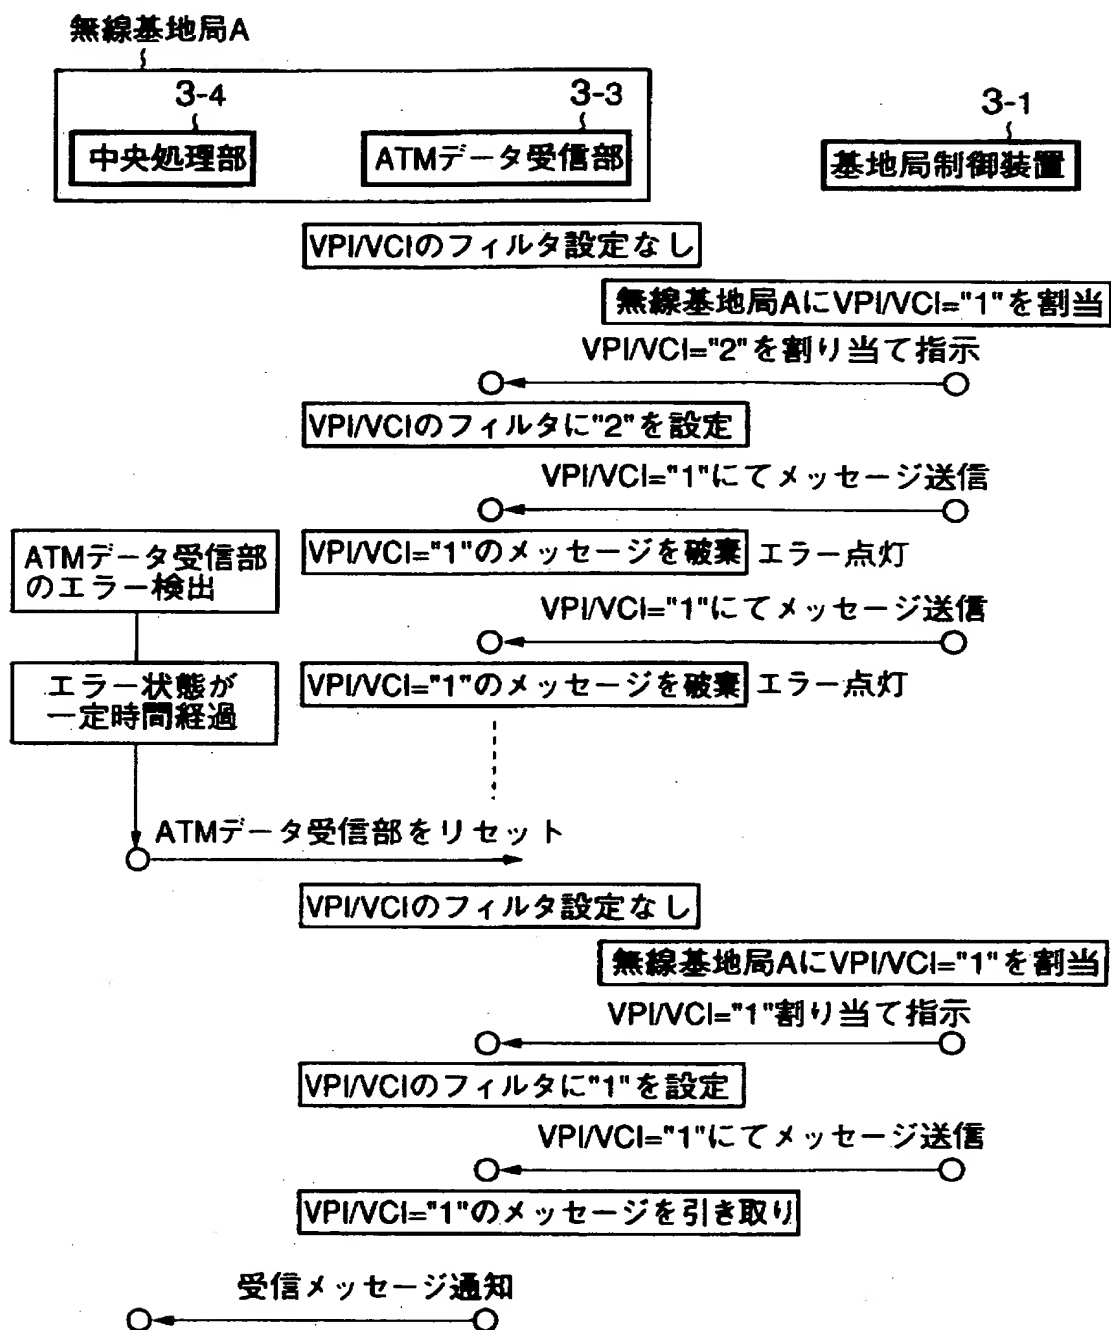 無線基地局A
3-4
3-3
3-1
中央処理部
ATMデータ受信部
基地局制御装置
VPI/VCIのフィルタ設定なし
無線基地局AにVPI/VCI="1"を割当
VPI/VCI="2"を割り当て指示
VPI/VCIのフィルタに"2"を設定
VPI/VCI="1"にてメッセージ送信
ATMデータ受信部
のエラー検出
VPI/VCI="1"のメッセージを破棄 エラー点灯
VPI/VCI="1"にてメッセージ送信
エラー状態が
一定時間経過
VPI/VCI="1"のメッセージを破棄 エラー点灯
ATMデータ受信部をリセット
VPI/VCIのフィルタ設定なし
無線基地局AにVPI/VCI="1"を割当
VPI/VCI="1"割り当て指示
VPI/VCIのフィルタに"1"を設定
VPI/VCI="1"にてメッセージ送信
VPI/VCI="1"のメッセージを引き取り
受信メッセージ通知